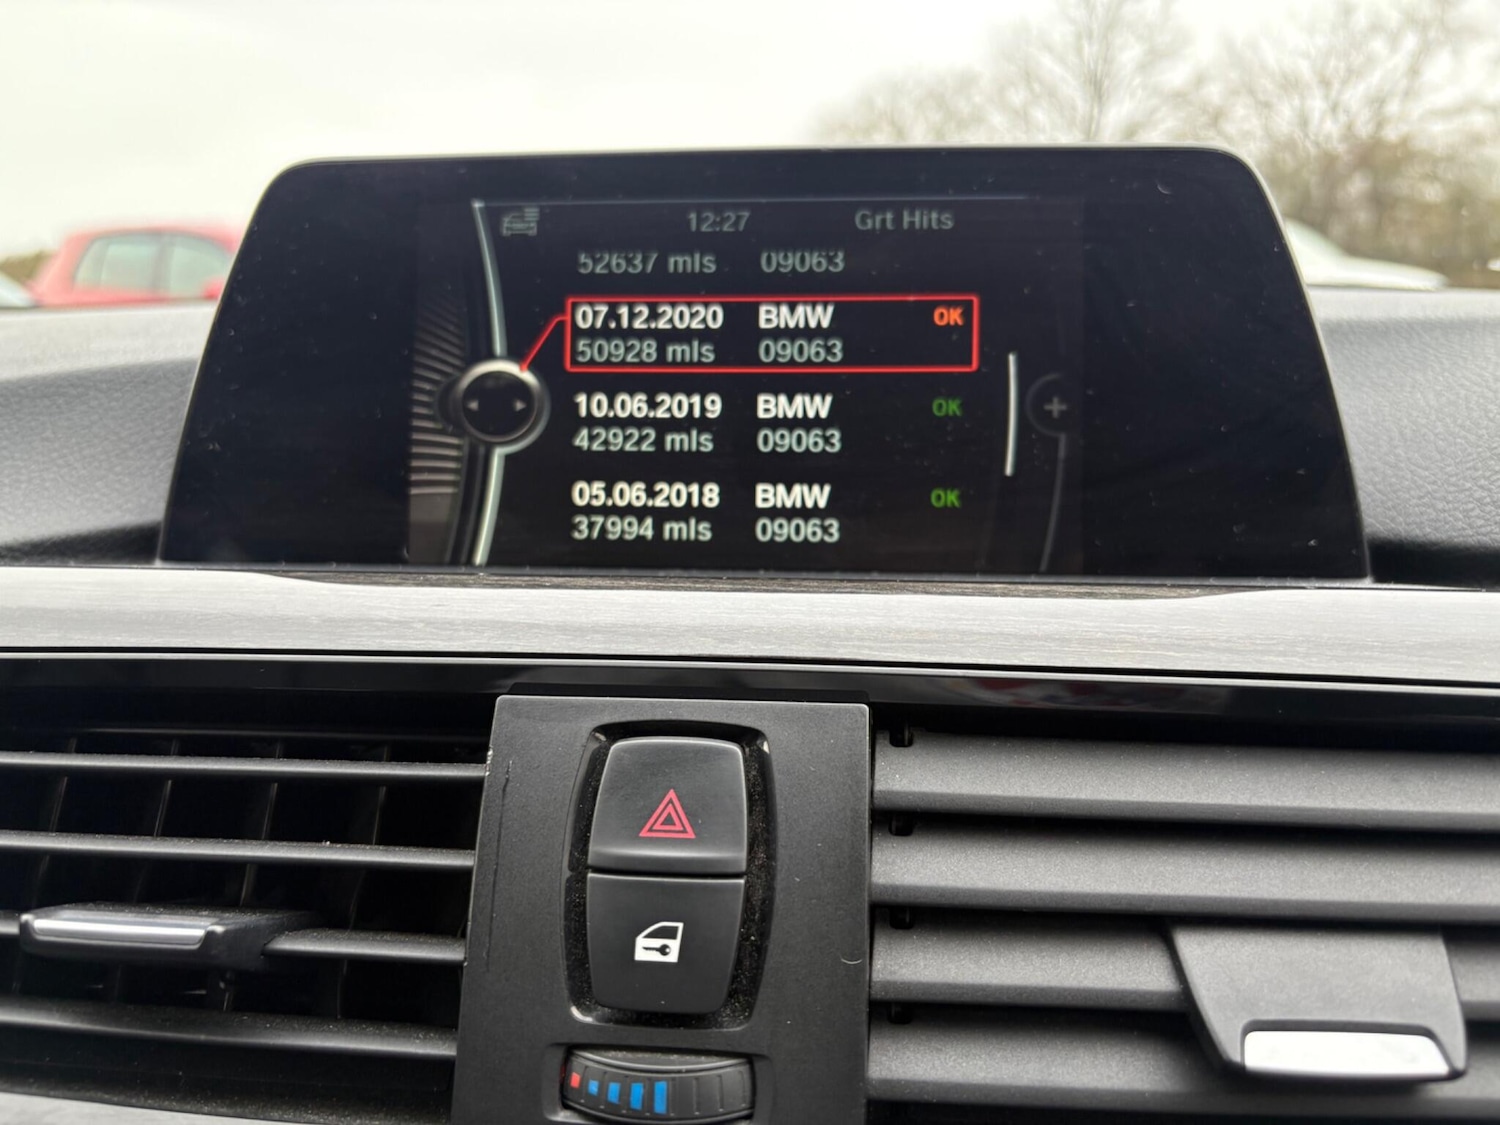 12:27 Grt Hits
52637 mls 09063
07.12.2020 BMW OK
50928 mls 09063
10.06.2019 BMW OK
42922 mls 09063
05.06.2018 BMW OK
37994 mls 09063